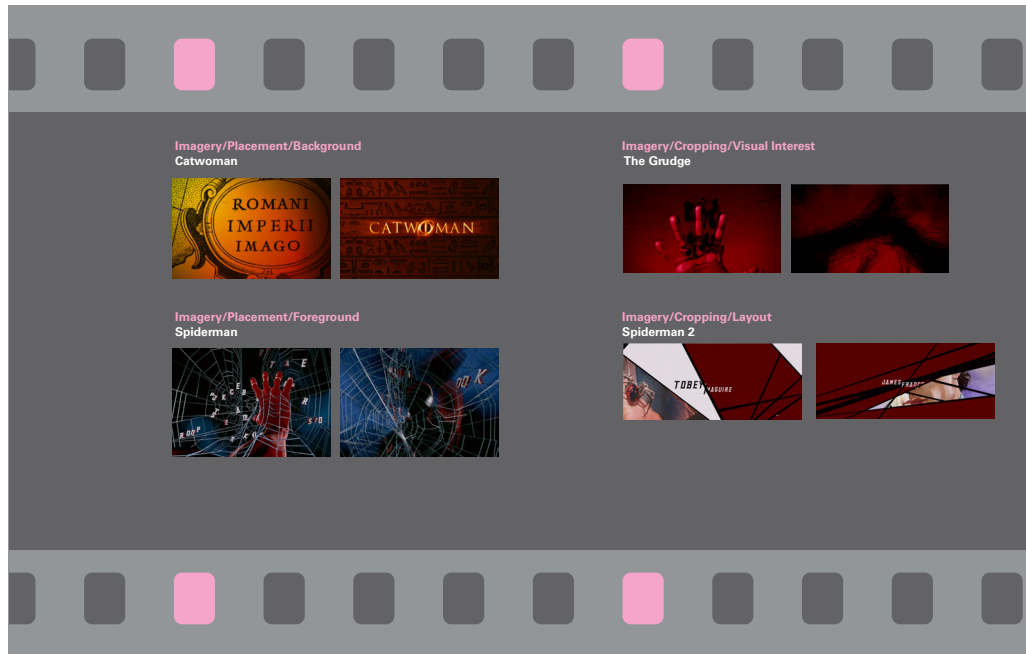 Imagery/Placement/Background
Catwoman
ROMANI
IMPERII
IMAGO
CATWOMAN
Imagery/Cropping/Visual Interest
The Grudge
Imagery/Placement/Foreground
Spiderman
Imagery/Cropping/Layout
Spiderman 2
TOBEY MAGUIRE
JAMES